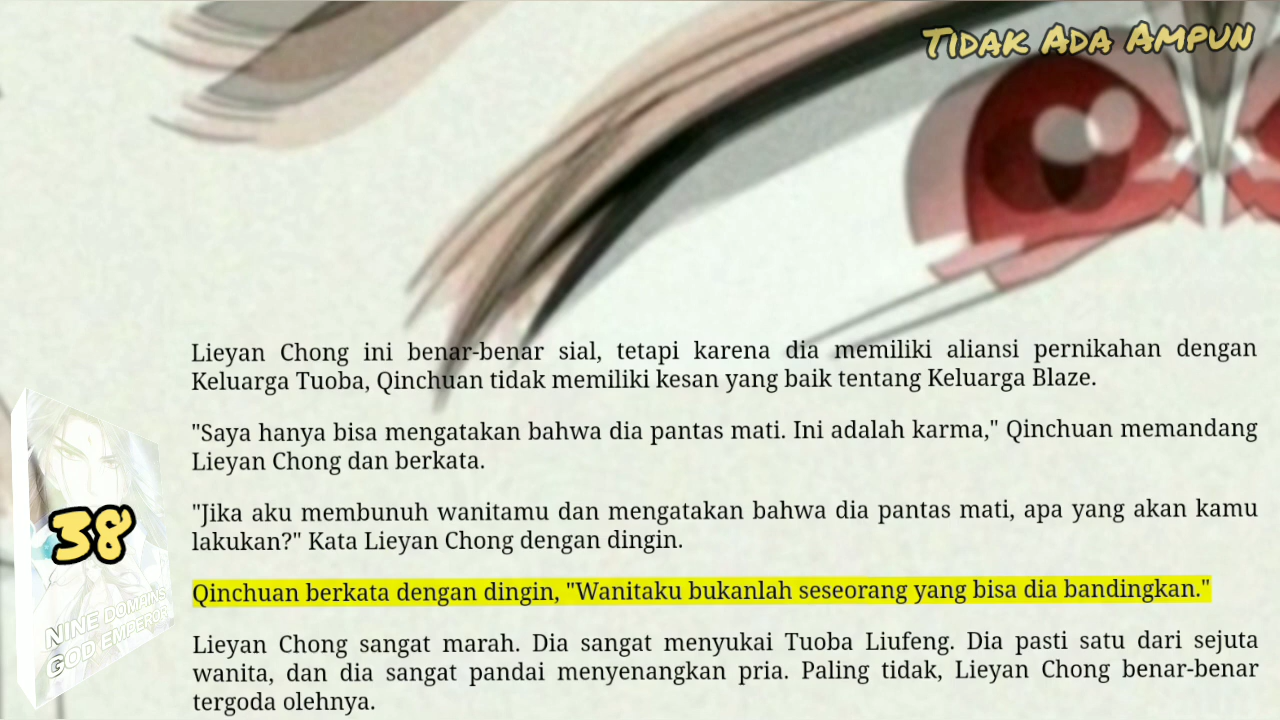 Tidak Ada Ampun
Lieyan Chong ini benar-benar sial, tetapi karena dia memiliki aliansi pernikahan dengan
Keluarga Tuoba, Qinchuan tidak memiliki kesan yang baik tentang Keluarga Blaze.
"Saya hanya bisa mengatakan bahwa dia pantas mati. Ini adalah karma," Qinchuan memandang
Lieyan Chong dan berkata.
"Jika aku membunuh wanitamu dan mengatakan bahwa dia pantas mati, apa yang akan kamu
lakukan?" Kata Lieyan Chong dengan dingin.
Qinchuan berkata dengan dingin, "Wanitaku bukanlah seseorang yang bisa dia bandingkan."
Lieyan Chong sangat marah. Dia sangat menyukai Tuoba Liufeng. Dia pasti satu dari sejuta
wanita, dan dia sangat pandai menyenangkan pria. Paling tidak, Lieyan Chong benar-benar
tergoda olehnya.
38
NINE DOMAINS
GOD EMPEROR